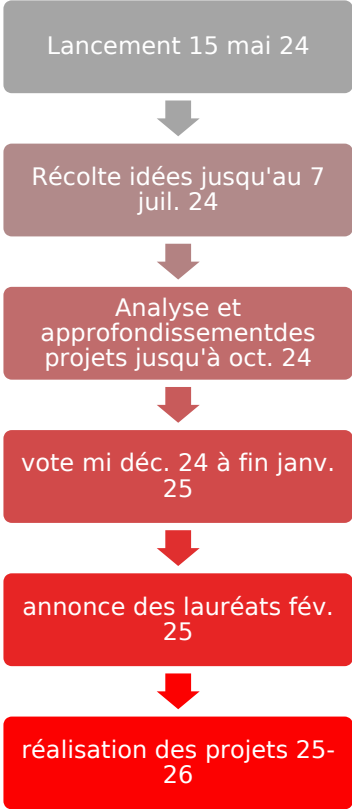 Lancement 15 mai 24
Récolte idées jusqu'au 7
juil. 24
Analyse et
approfondissementdes
projets jusqu'à oct. 24
vote mi déc. 24 à fin janv.
25
annonce des lauréats fév.
25
réalisation des projets 25-
26